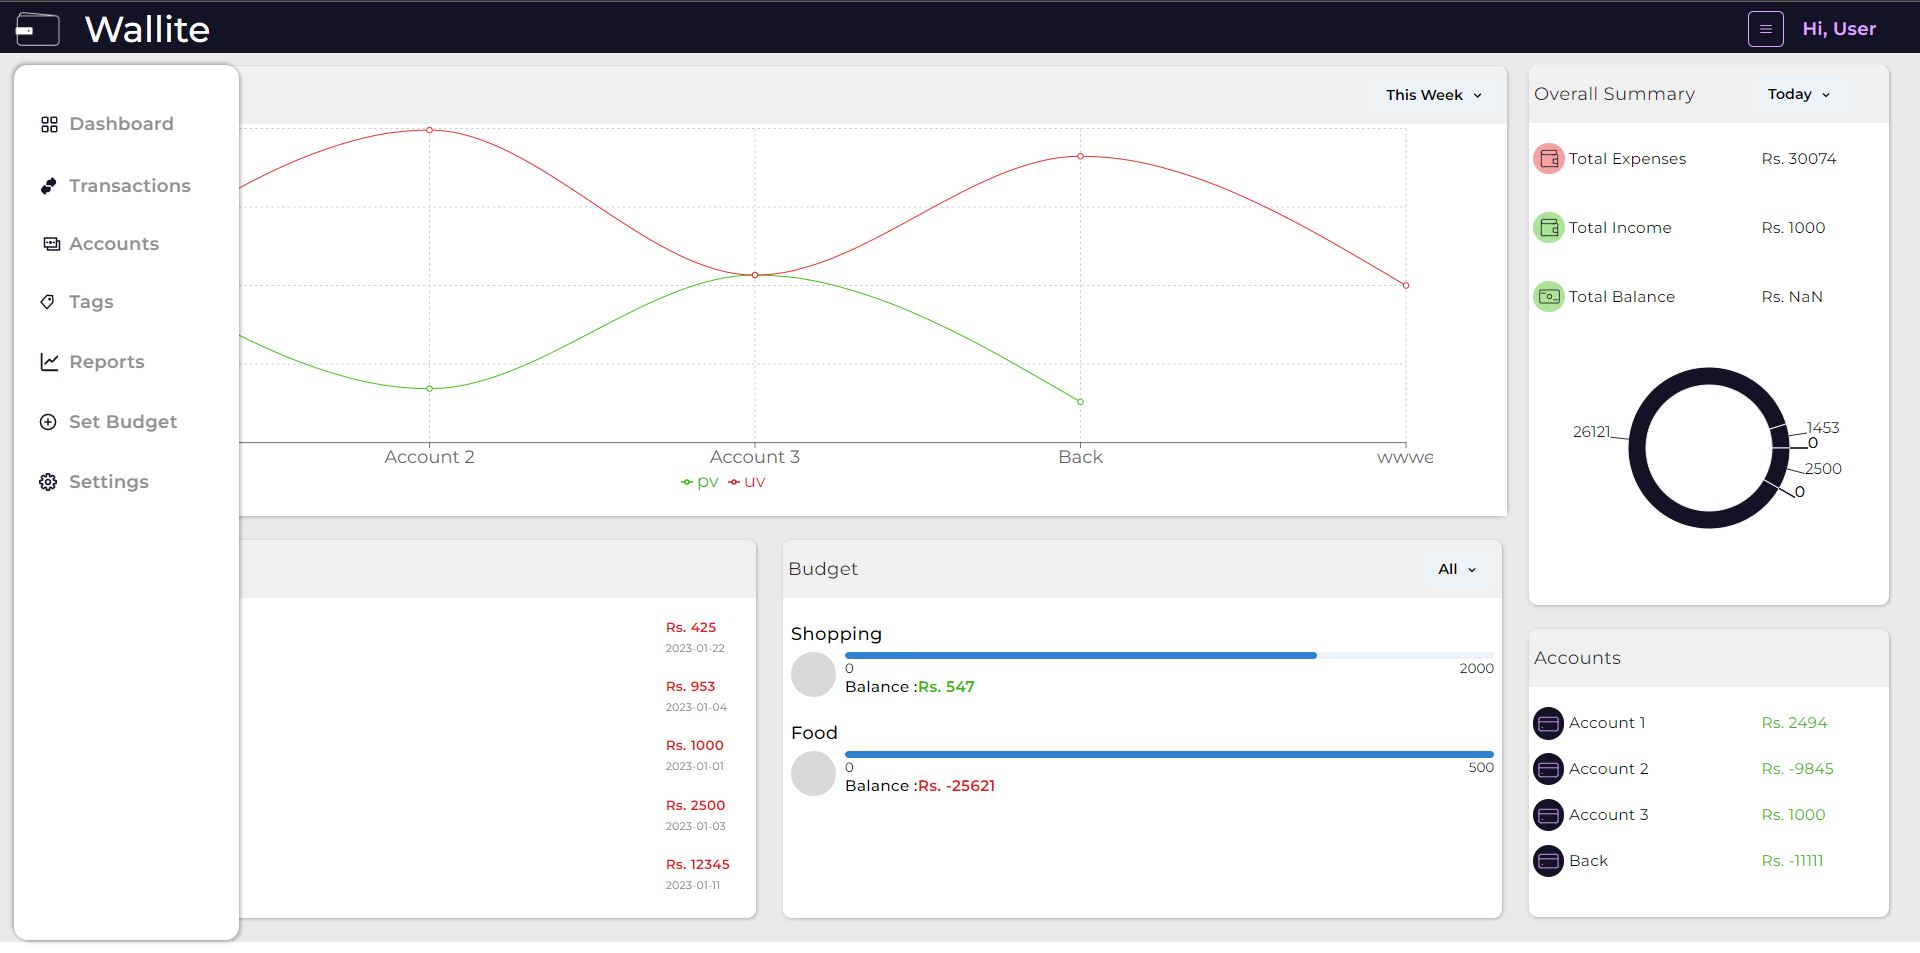 Wallite
Hi, User
Dashboard
Transactions
Accounts
Tags
Reports
Set Budget
Settings
This Week
Account 2
Account 3
Back
wwwe
pv
uv
Rs. 425
2023-01-22
Rs. 953
2023-01-04
Rs. 1000
2023-01-01
Rs. 2500
2023-01-03
Rs. 12345
2023-01-11
Budget
All
Shopping
0 2000
Balance :Rs. 547
Food
0 500
Balance :Rs. -25621
Overall Summary
Today
Total Expenses Rs. 30074
Total Income Rs. 1000
Total Balance Rs. NaN
26121
1453
0
2500
0
Accounts
Account 1 Rs. 2494
Account 2 Rs. -9845
Account 3 Rs. 1000
Back Rs. -11111